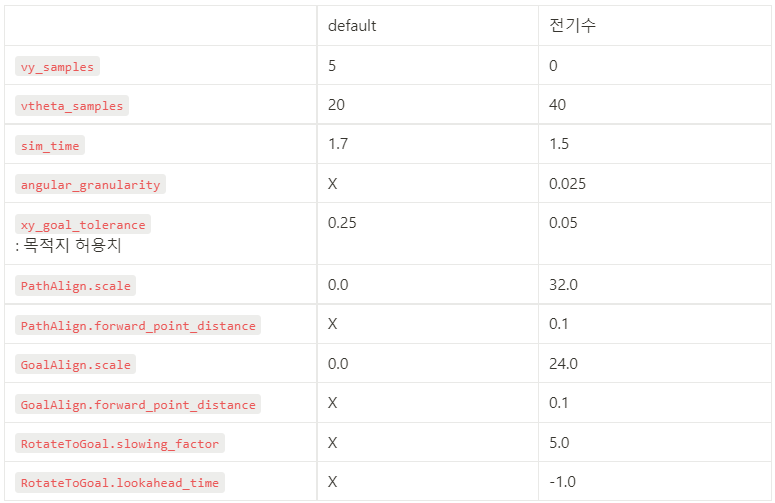 default 전기수
vy_samples 5 0
vtheta_samples 20 40
sim_time 1.7 1.5
angular_granularity X 0.025
xy_goal_tolerance 0.25 0.05
: 목적지 허용치
PathAlign.scale 0.0 32.0
PathAlign.forward_point_distance X 0.1
GoalAlign.scale 0.0 24.0
GoalAlign.forward_point_distance X 0.1
RotateToGoal.slowing_factor X 5.0
RotateToGoal.lookahead_time X -1.0